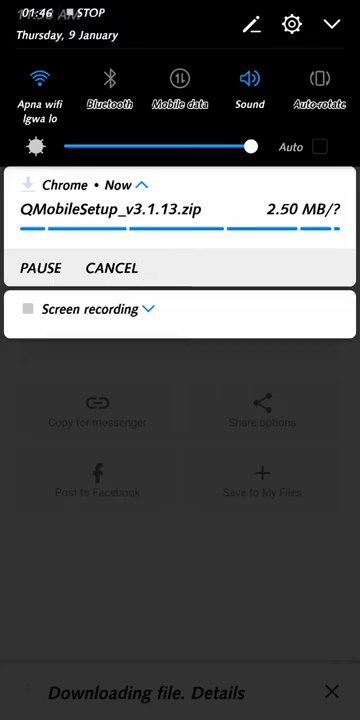 01:46 STOP
Thursday, 9 January
Apna wifi
lgwa lo
Bluetooth
Mobile data
Sound
Auto-rotate
Auto
Chrome • Now
QMobileSetup_v3.1.13.zip 2.50 MB/?
PAUSE CANCEL
Screen recording
Copy for messenger
Share options
Post to Facebook
Save to My Files
Downloading file. Details